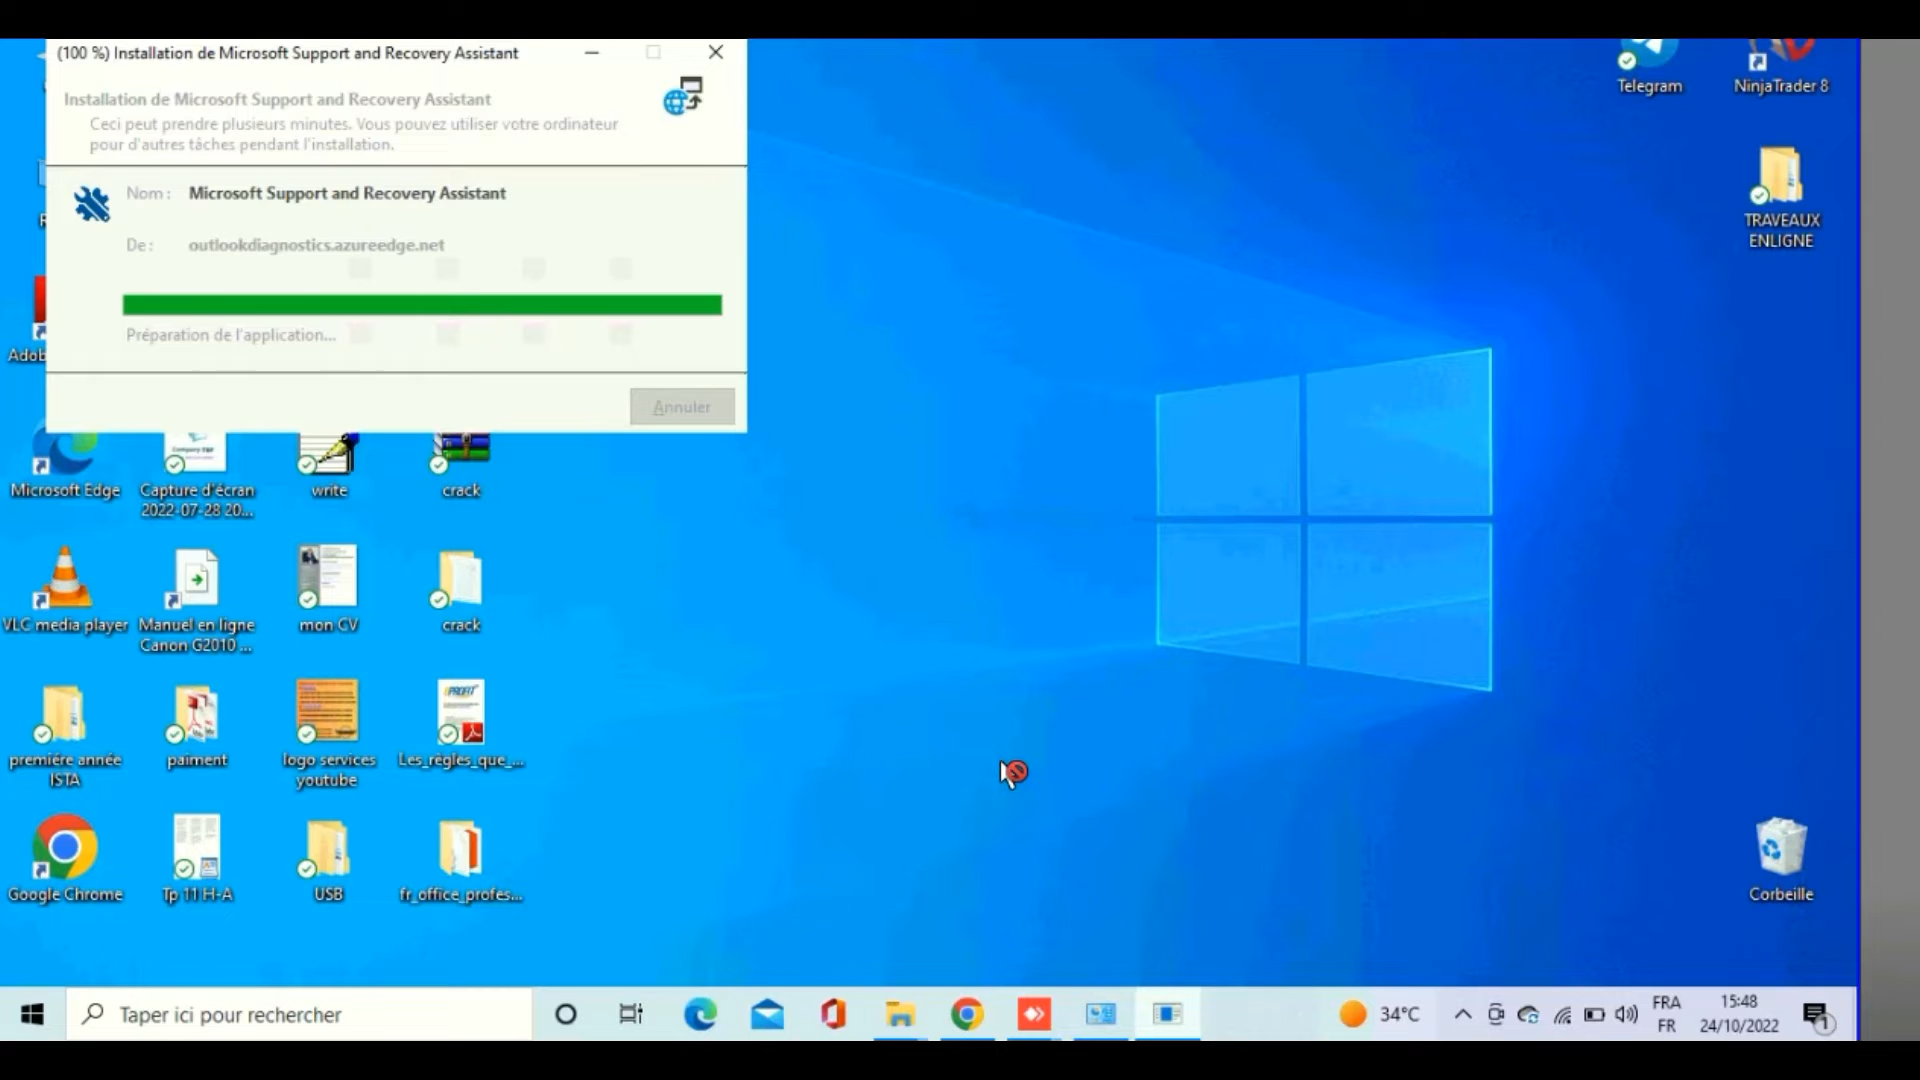 (100 %) Installation de Microsoft Support and Recovery Assistant
Installation de Microsoft Support and Recovery Assistant
Ceci peut prendre plusieurs minutes. Vous pouvez utiliser votre ordinateur
pour d'autres tâches pendant l'installation.
Nom : Microsoft Support and Recovery Assistant
De : outlookdiagnostics.azureedge.net
Préparation de l'application...
Annuler
Telegram
NinjaTrader 8
TRAVEAUX
ENLIGNE
Adob
Microsoft Edge
Capture d'écran
2022-07-28 20...
write
crack
VLC media player
Manuel en ligne
Canon G2010 ...
mon CV
crack
premiére année
ISTA
paiment
logo services
youtube
Les_règles_que_...
Google Chrome
Tp 11 H-A
USB
fr_office_profes...
Corbeille
Taper ici pour rechercher
34°C
FRA
FR
15:48
24/10/2022
1